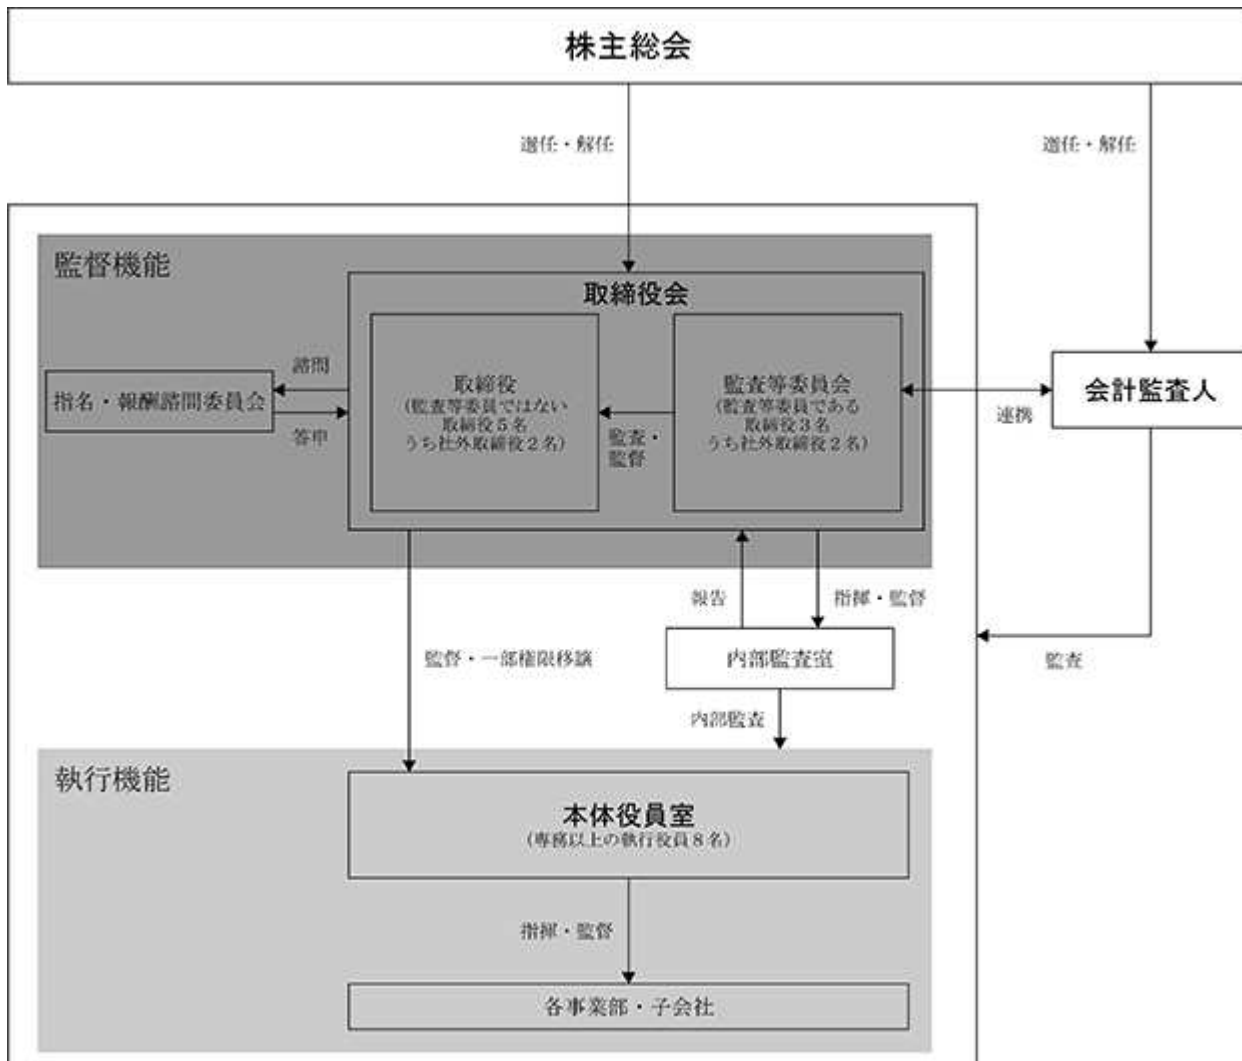 株主総会
選任・解任
選任・解任
監督機能
取締役会
取締役
(監査等委員ではない
取締役5名
うち社外取締役2名)
監査等委員会
(監査等委員である
取締役3名
うち社外取締役2名)
諮問
指名・報酬諮問委員会
答申
監査・
監督
会計監査人
連携
報告
指揮・監督
監督・一部権限移譲
内部監査室
監査
内部監査
執行機能
本体役員室
(専務以上の執行役員8名)
指揮・監督
各事業部・子会社